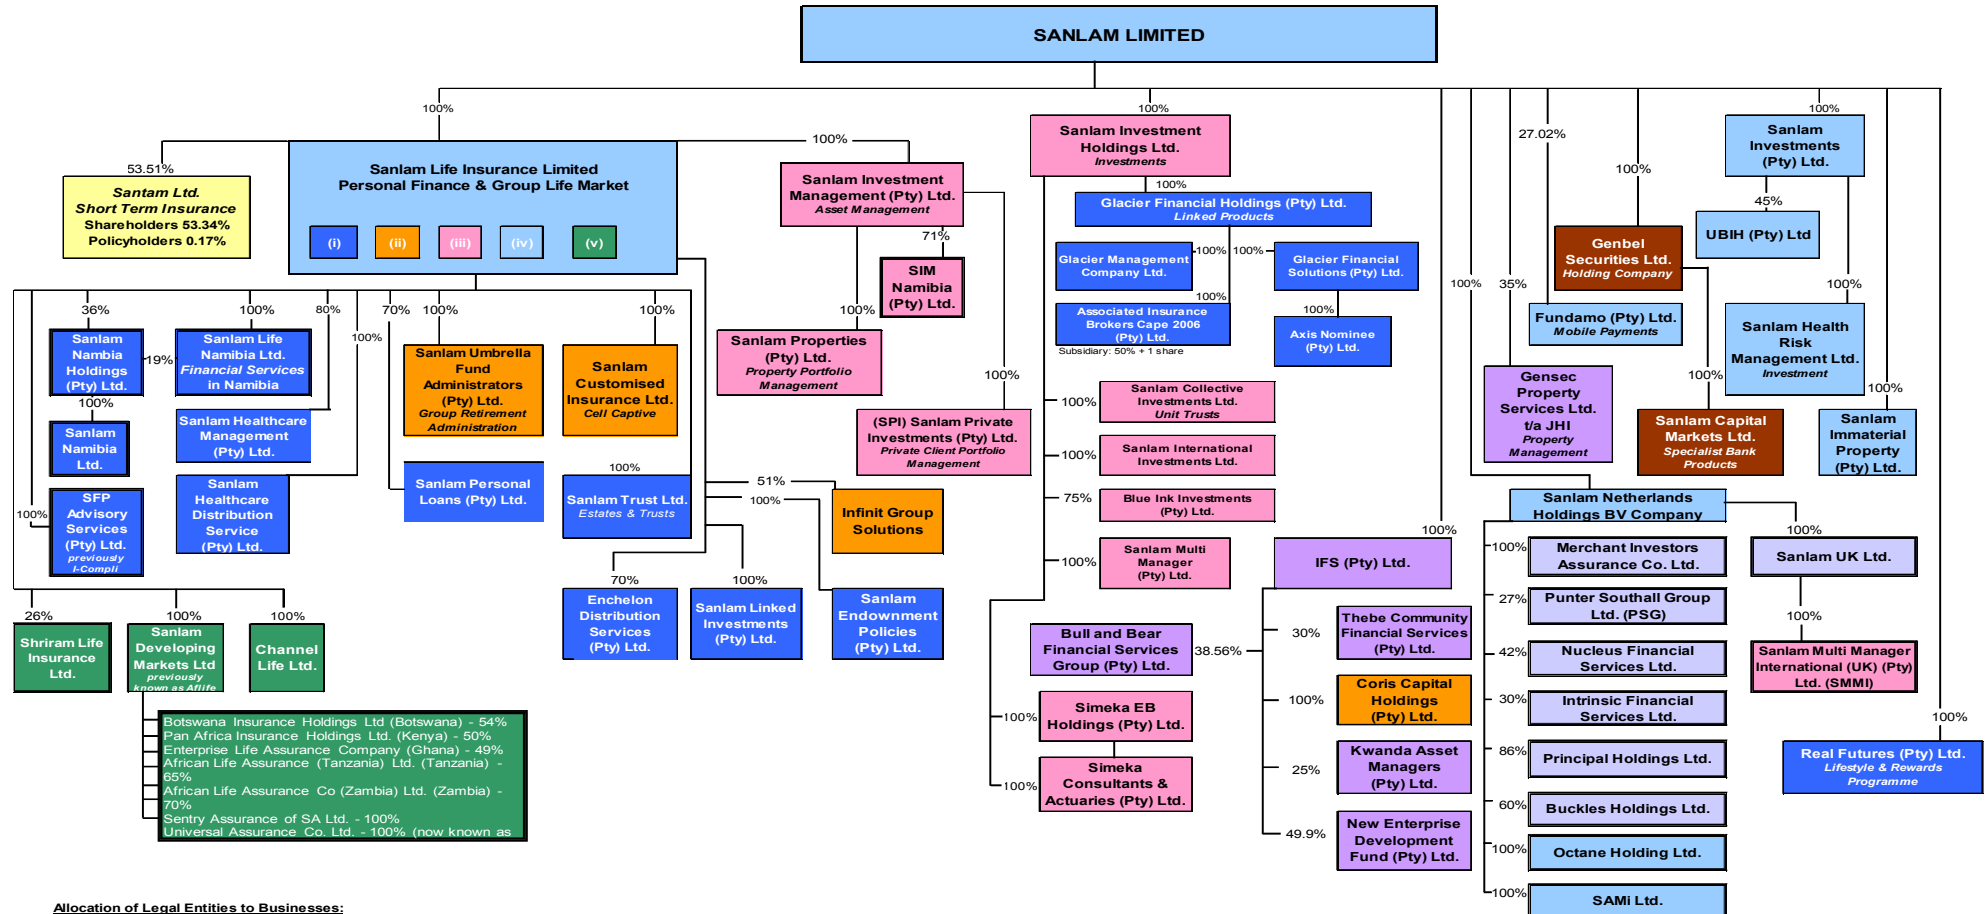 SANLAM LIMITED
100%
100%
100%
27.02%
100%
53.51%
Santam Ltd.
Short Term Insurance
Shareholders 53.34%
Policyholders 0.17%
Sanlam Life Insurance Limited
Personal Finance & Group Life Market
(i)
(ii)
(iii)
(iv)
(v)
100%
Sanlam Investment
Management (Pty) Ltd.
Asset Management
71%
SIM
Namibia
(Pty) Ltd.
100%
Sanlam Properties
(Pty) Ltd.
Property Portfolio
Management
100%
(SPI) Sanlam Private
Investments (Pty) Ltd.
Private Client Portfolio
Management
Sanlam Investment
Holdings Ltd.
Investments
100%
Glacier Financial Holdings (Pty) Ltd.
Linked Products
Glacier Management
Company Ltd.
100%
100%
Glacier Financial
Solutions (Pty) Ltd.
100%
Associated Insurance
Brokers Cape 2006
(Pty) Ltd.
Subsidiary: 50% + 1 share
100%
Axis Nominee
(Pty) Ltd.
100%
Sanlam Collective
Investments Ltd.
Unit Trusts
100%
Sanlam International
Investments Ltd.
75%
Blue Ink Investments
(Pty) Ltd.
100%
Sanlam Multi
Manager
(Pty) Ltd.
100%
Genbel
Securities Ltd.
Holding Company
Sanlam
Investments
(Pty) Ltd.
45%
UBIH (Pty) Ltd
100%
35%
Fundamo (Pty) Ltd.
Mobile Payments
100%
Sanlam Health
Risk
Management Ltd.
Investment
Gensec
Property
Services Ltd.
t/a JHI
Property
Management
100%
Sanlam Capital
Markets Ltd.
Specialist Bank
Products
100%
Sanlam
Immaterial
Property
(Pty) Ltd.
36%
Sanlam
Nambia
Holdings
(Pty) Ltd.
19%
100%
Sanlam Life
Namibia Ltd.
Financial Services
in Namibia
100%
Sanlam
Namibia
Ltd.
80%
Sanlam Healthcare
Management
(Pty) Ltd.
100%
Sanlam
Healthcare
Distribution
Service
(Pty) Ltd.
100%
SFP
Advisory
Services
(Pty) Ltd.
previously
I-Compli
70%
Sanlam Personal
Loans (Pty) Ltd.
100%
Sanlam Umbrella
Fund
Administrators
(Pty) Ltd.
Group Retirement
Administration
100%
Sanlam
Customised
Insurance Ltd.
Cell Captive
100%
Sanlam Trust Ltd.
Estates & Trusts
51%
Infinit Group
Solutions
100%
Sanlam
Endownment
Policies
(Pty) Ltd.
70%
Enchelon
Distribution
Services
(Pty) Ltd.
100%
Sanlam Linked
Investments
(Pty) Ltd.
26%
Shriram Life
Insurance
Ltd.
100%
Sanlam
Developing
Markets Ltd
previously
known as Aflife
100%
Channel
Life Ltd.
Botswana Insurance Holdings Ltd (Botswana) - 54%
Pan Africa Insurance Holdings Ltd. (Kenya) - 50%
Enterprise Life Assurance Company (Ghana) - 49%
African Life Assurance (Tanzania) Ltd. (Tanzania) -
65%
African Life Assurance Co (Zambia) Ltd. (Zambia) -
70%
Sentry Assurance of SA Ltd. - 100%
Universal Assurance Co. Ltd. - 100% (now known as
100%
IFS (Pty) Ltd.
Bull and Bear
Financial Services
Group (Pty) Ltd.
38.56%
30%
Thebe Community
Financial Services
(Pty) Ltd.
100%
Coris Capital
Holdings
(Pty) Ltd.
25%
Kwanda Asset
Managers
(Pty) Ltd.
49.9%
New Enterprise
Development
Fund (Pty) Ltd.
100%
Simeka EB
Holdings (Pty) Ltd.
100%
Simeka
Consultants &
Actuaries (Pty) Ltd.
Sanlam Netherlands
Holdings BV Company
100%
Merchant Investors
Assurance Co. Ltd.
27%
Punter Southall Group
Ltd. (PSG)
42%
Nucleus Financial
Services Ltd.
30%
Intrinsic Financial
Services Ltd.
86%
Principal Holdings Ltd.
60%
Buckles Holdings Ltd.
100%
Octane Holding Ltd.
100%
SAMi Ltd.
100%
Sanlam UK Ltd.
100%
Sanlam Multi Manager
International (UK) (Pty)
Ltd. (SMMI)
100%
Real Futures (Pty) Ltd.
Lifestyle & Rewards
Programme
Allocation of Legal Entities to Businesses: